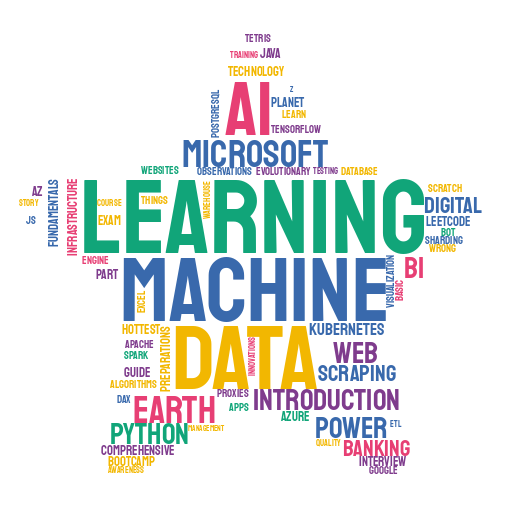 TETRIS
TRAINING JAVA
TECHNOLOGY
Z
AI
POSTGRESQL
PLANET
LEARN
TENSORFLOW
MICROSOFT
WEBSITES OBSERVATIONS EVOLUTIONARY TESTING DATABASE
AZ
STORY
JS
FUNDAMENTALS
INFRASTRUCTURE
COURSE
THINGS
WAREHOUSE
EXAM
LEARNING
SCRATCH
DIGITAL
LEETCODE
BOT
SHARDING
WRONG
ENGINE
PART
EXCEL
MACHINE
VISUALIZATION
BI
BASIC
HOTTEST
PREPARATIONS
DATA
INNOVATIONS
KUBERNETES
APACHE
SPARK
WEB
GUIDE
SCRAPING
ALGORITHMS
DAX
EARTH
PROXIES
APPS
INTRODUCTION
AZURE
POWER
ETL
PYTHON
MANAGEMENT
QUALITY
BANKING
COMPREHENSIVE
BOOTCAMP
INTERVIEW
AWARENESS
GOOGLE